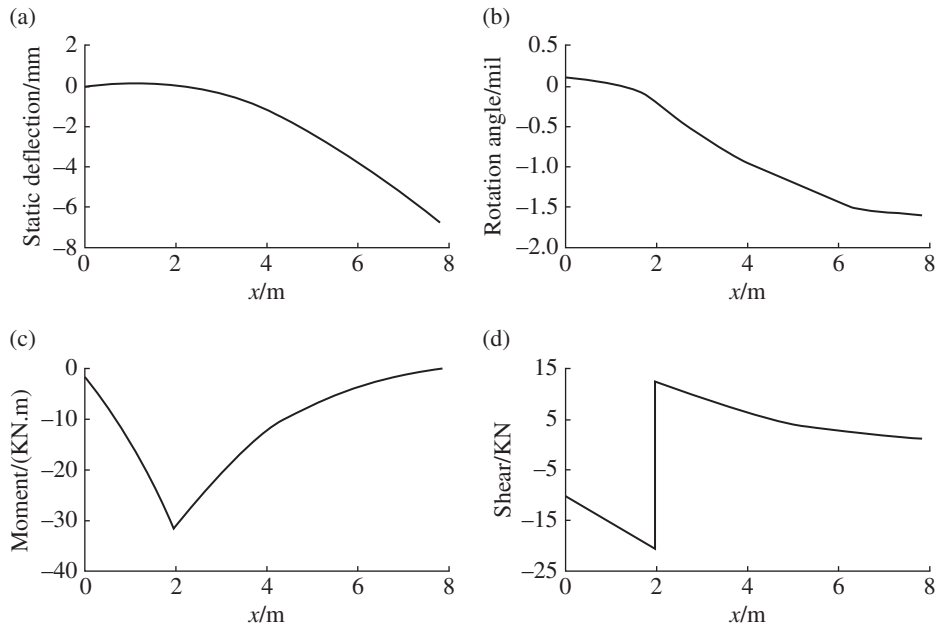 (a)
2
0
–2
–4
–6
–8
Static deflection/mm
0 2 4 6 8
x/m
(b)
0.5
0
–0.5
–1.0
–1.5
–2.0
Rotation angle/mil
0 2 4 6 8
x/m
(c)
0
–10
–20
–30
–40
Moment/(KN.m)
0 2 4 6 8
x/m
(d)
15
5
–5
–15
–25
Shear/KN
0 2 4 6 8
x/m